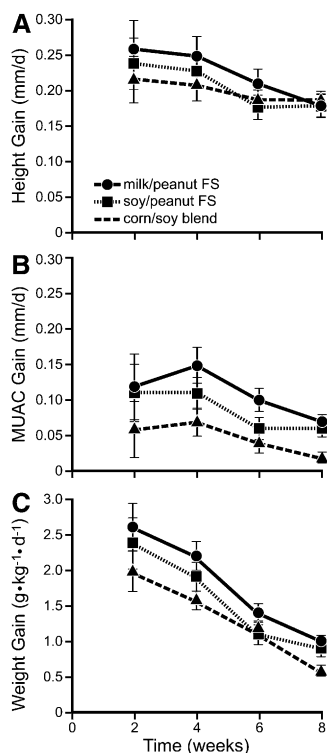 A
Height Gain (mm/d)
0.30
0.25
0.20
0.15
0.10
0.05
0
milk/peanut FS
soy/peanut FS
corn/soy blend
B
MUAC Gain (mm/d)
0.30
0.25
0.20
0.15
0.10
0.05
0
C
Weight Gain (g•kg⁻¹•d⁻¹)
3.0
2.5
2.0
1.5
1.0
0.5
0
0 2 4 6 8
Time (weeks)